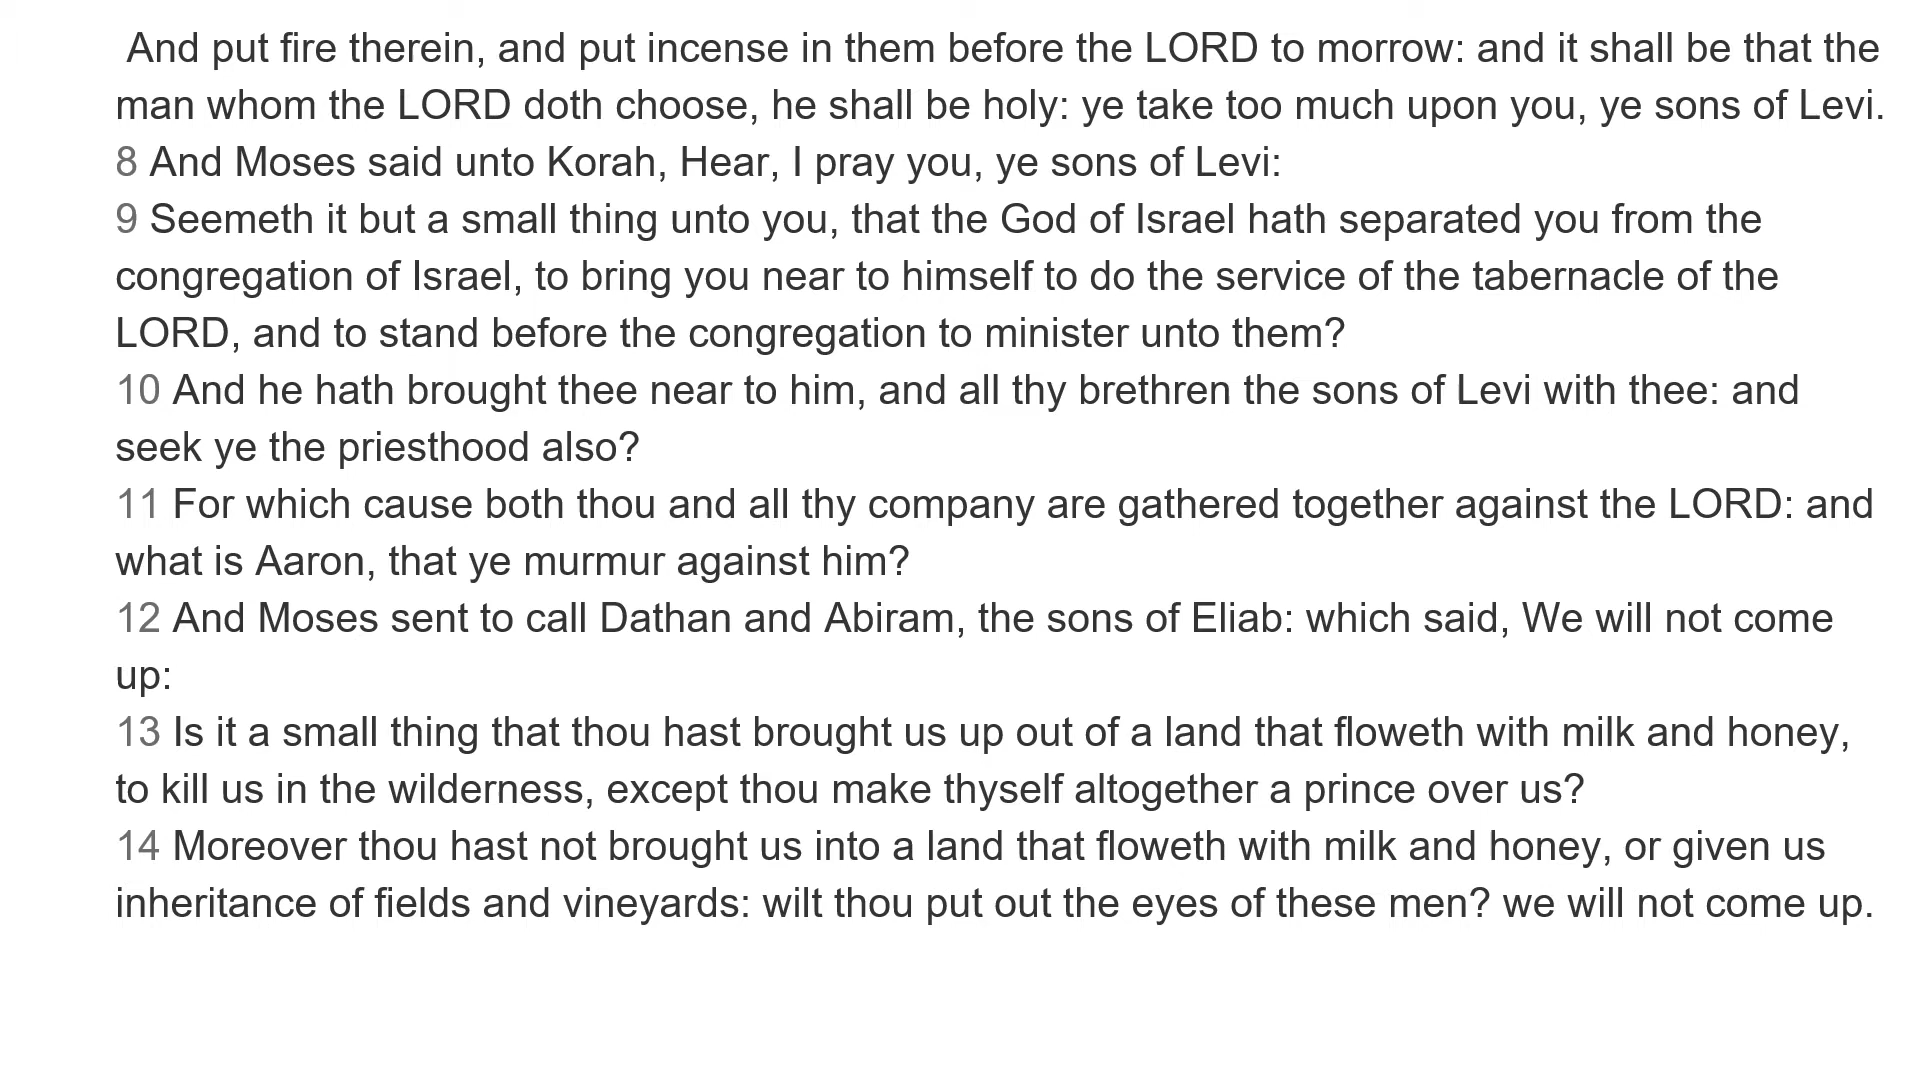 And put fire therein, and put incense in them before the LORD to morrow: and it shall be that the
man whom the LORD doth choose, he shall be holy: ye take too much upon you, ye sons of Levi.
8 And Moses said unto Korah, Hear, I pray you, ye sons of Levi:
9 Seemeth it but a small thing unto you, that the God of Israel hath separated you from the
congregation of Israel, to bring you near to himself to do the service of the tabernacle of the
LORD, and to stand before the congregation to minister unto them?
10 And he hath brought thee near to him, and all thy brethren the sons of Levi with thee: and
seek ye the priesthood also?
11 For which cause both thou and all thy company are gathered together against the LORD: and
what is Aaron, that ye murmur against him?
12 And Moses sent to call Dathan and Abiram, the sons of Eliab: which said, We will not come
up:
13 Is it a small thing that thou hast brought us up out of a land that floweth with milk and honey,
to kill us in the wilderness, except thou make thyself altogether a prince over us?
14 Moreover thou hast not brought us into a land that floweth with milk and honey, or given us
inheritance of fields and vineyards: wilt thou put out the eyes of these men? we will not come up.